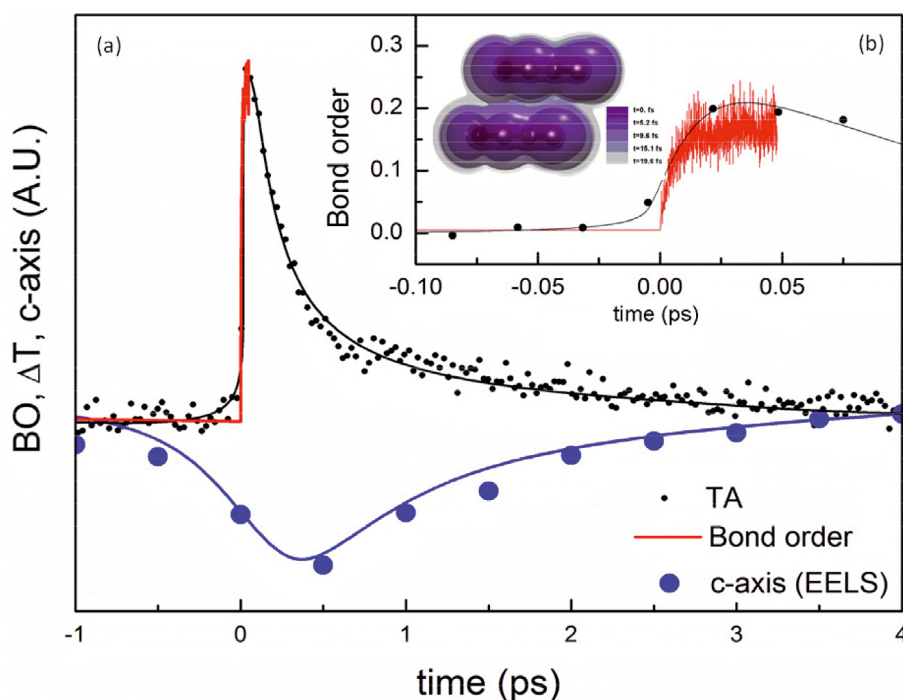 (a)
(b)
BO, ΔT, c-axis (A.U.)
time (ps)
-1
0
1
2
3
4
TA
Bond order
c-axis (EELS)
Bond order
0.3
0.2
0.1
0.0
-0.10
-0.05
0.00
0.05
time (ps)
t=0. fs
t=5.2 fs
t=9.6 fs
t=15.1 fs
t=19.6 fs